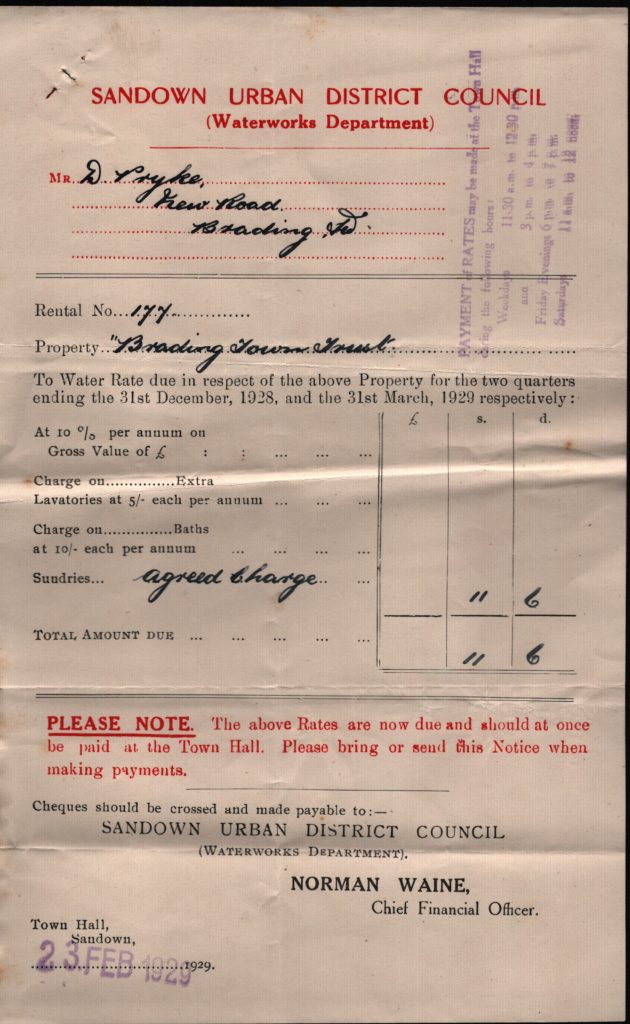 SANDOWN URBAN DISTRICT COUNCIL
(Waterworks Department)
MR. D. Pryke,
New Road
Brading
Rental No...177...............
Property..."Brading Town Trust...............
To Water Rate due in respect of the above Property for the two quarters
ending the 31st December, 1928, and the 31st March, 1929 respectively:
£ s. d.
At 10 % per annum on
Gross Value of £ : : ... ... ...
Charge on...............Extra
Lavatories at 5/- each per annum ... ... ...
Charge on...............Baths
at 10/- each per annum ... ... ... ...
Sundries... agreed Charge... ...
" 6
TOTAL AMOUNT DUE ... ... ... ... ...
" 6
PLEASE NOTE. The above Rates are now due and should at once
be paid at the Town Hall. Please bring or send this Notice when
making payments.
Cheques should be crossed and made payable to:—
SANDOWN URBAN DISTRICT COUNCIL
(WATERWORKS DEPARTMENT).
NORMAN WAINE,
Chief Financial Officer.
Town Hall,
Sandown,
..............................1929.
23 FEB 1929
PAYMENT of RATES may be made at the Town Hall
during the following hours:
Weekdays 11.30 a.m. to 12.30 p.m.
and 3 p.m. to 4 p.m.
Friday Evenings 6 p.m. to 7 p.m.
Saturdays 11 a.m. to 12 noon.